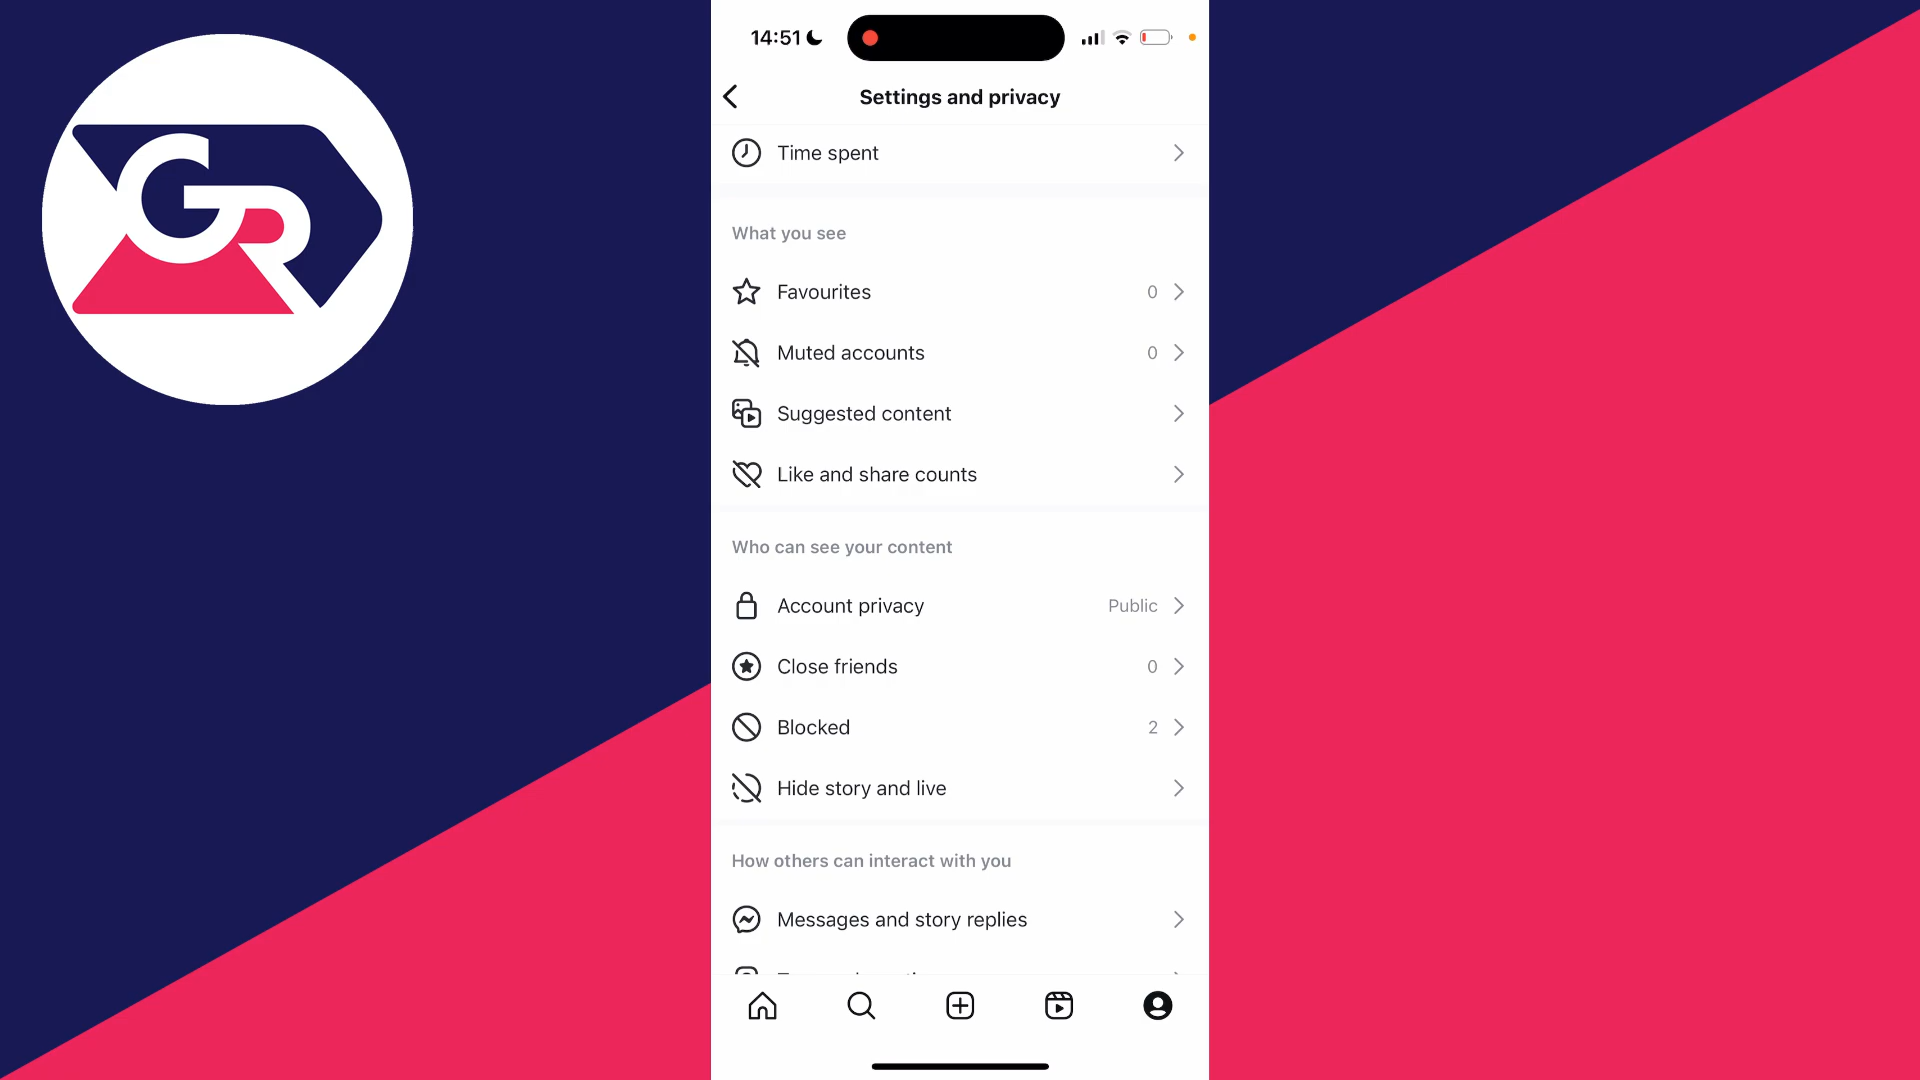 GR
14:51
Settings and privacy
Time spent
What you see
Favourites 0
Muted accounts 0
Suggested content
Like and share counts
Who can see your content
Account privacy Public
Close friends 0
Blocked 2
Hide story and live
How others can interact with you
Messages and story replies